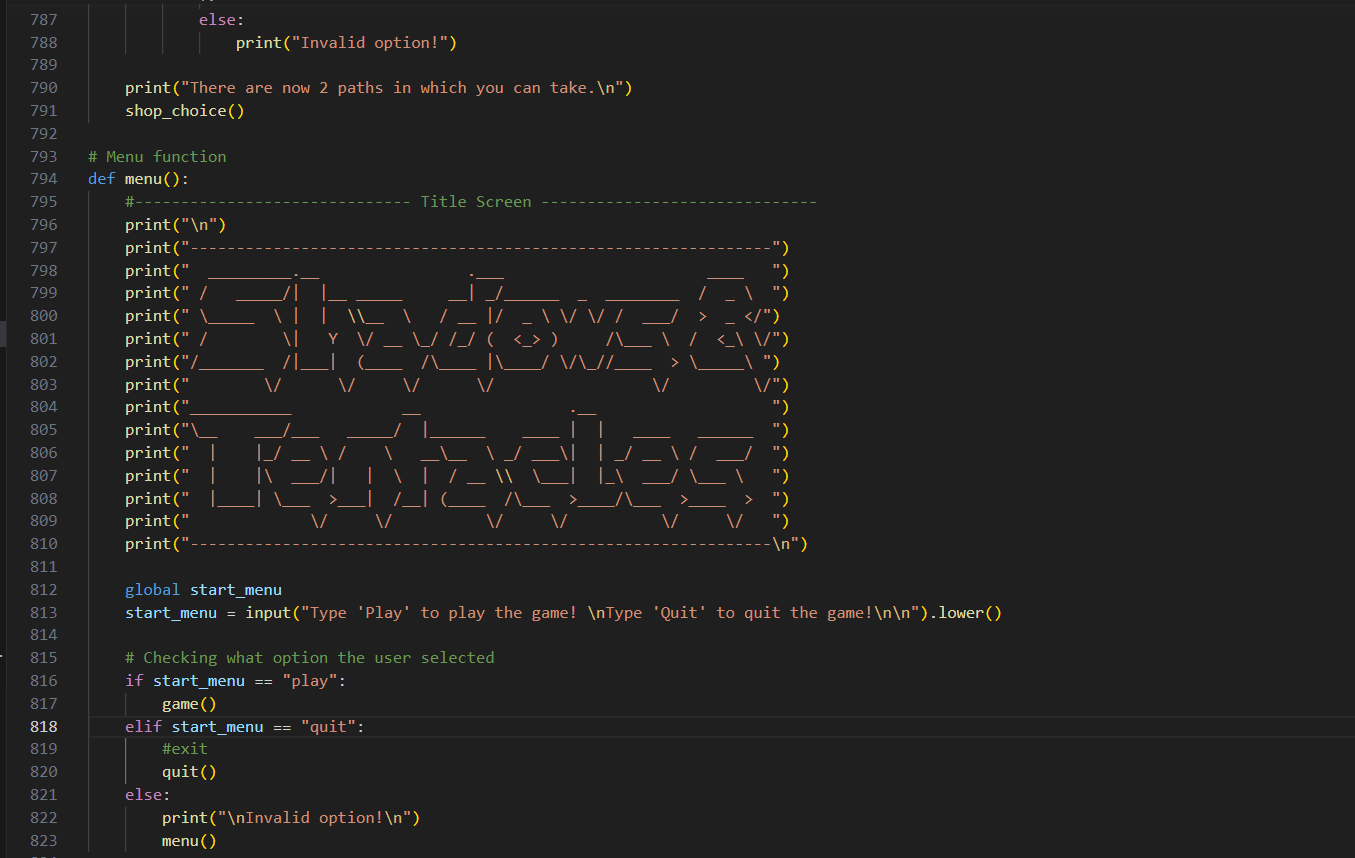 787 else:
788 print("Invalid option!")
789
790 print("There are now 2 paths in which you can take.\n")
791 shop_choice()
792
793 # Menu function
794 def menu():
795 #------------------------------ Title Screen ------------------------------
796 print("\n")
797 print("---------------------------------------------------------------")
798 print("  _________.__                .___                      ____   ")
799 print(" /   _____/|  |__ _____     __| _/______  _  ________  /  _ \  ")
800 print(" \_____  \ |  |  \\__  \   / __ |/  _ \ \/ \/ /  ___/  >  _ </")
801 print(" /        \|   Y  \/ __ \_/ /_/ (  <_> )     /\___ \  /  <_\ \/")
802 print("/_______  /|___|  (____  /\____ |\____/ \/\_//____  > \_____\ ")
803 print("        \/      \/     \/      \/                 \/         \/")
804 print("___________            __                .__                   ")
805 print("\__    ___/___   _____/  |______    ____ |  |   ____   ______  ")
806 print("  |    |_/ __ \ /    \   __\__  \ _/ ___\|  | _/ __ \ /  ___/  ")
807 print("  |    |\  ___/|   |  \  |  / __ \\  \___|  |_\  ___/ \___ \   ")
808 print("  |____| \___  >___|  /__| (____  /\___  >____/\___  >____  >  ")
809 print("             \/     \/          \/     \/          \/     \/   ")
810 print("---------------------------------------------------------------\n")
811
812 global start_menu
813 start_menu = input("Type 'Play' to play the game! \nType 'Quit' to quit the game!\n\n").lower()
814
815 # Checking what option the user selected
816 if start_menu == "play":
817 game()
818 elif start_menu == "quit":
819 #exit
820 quit()
821 else:
822 print("\nInvalid option!\n")
823 menu()